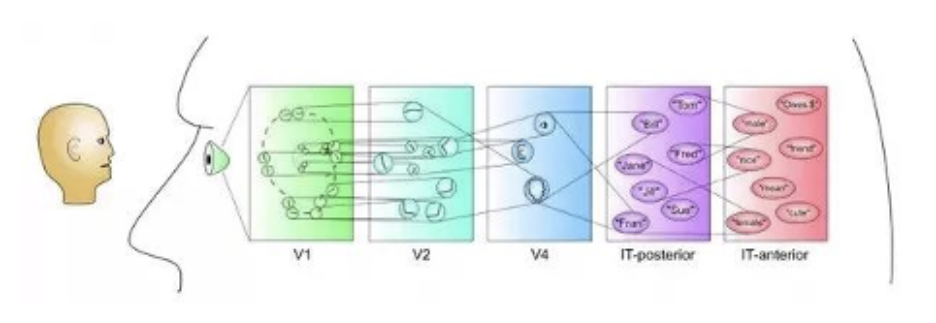 "Tom"
"Owes $"
"Bill"
"male"
"Fred"
"friend"
"Jane"
"nice"
"Jill"
"mean"
"Sue"
"cute"
"Fran"
"female"
V1
V2
V4
IT-posterior
IT-anterior